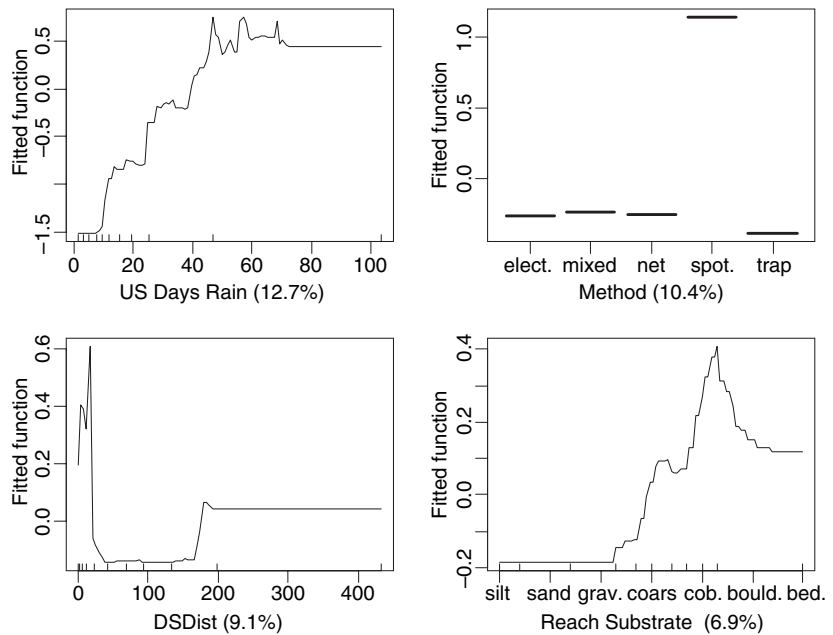 Fitted function
0.5
0.0
−0.5
−1.5
0 20 40 60 80 100
US Days Rain (12.7%)
Fitted function
1.0
0.5
0.0
elect. mixed net spot. trap
Method (10.4%)
Fitted function
0.6
0.4
0.2
0.0
0 100 200 300 400
DSDist (9.1%)
Fitted function
0.4
0.2
0.0
−0.2
silt sand grav. coars cob. bould. bed.
Reach Substrate (6.9%)